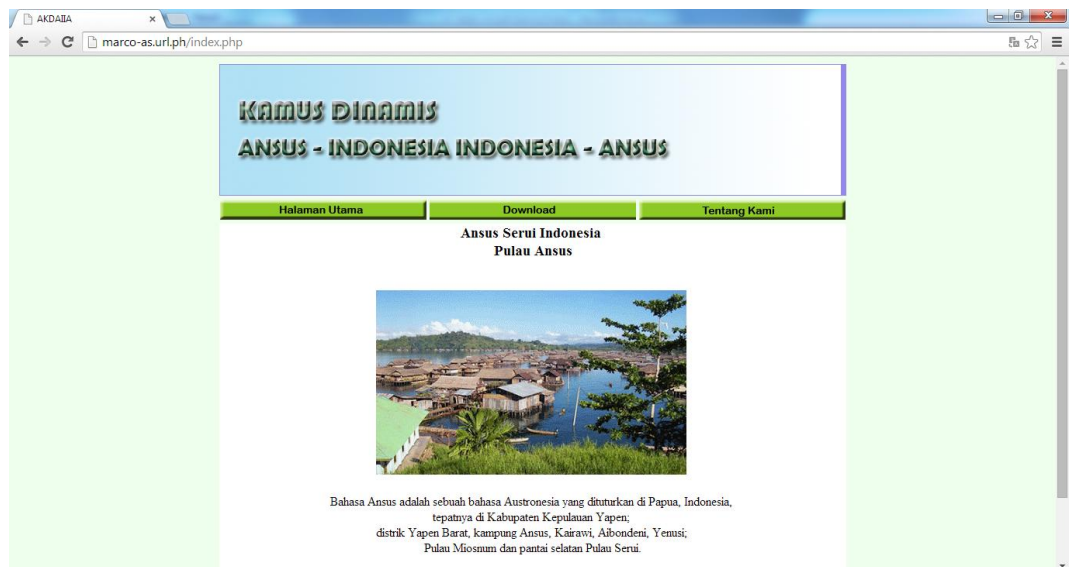 AKDAIIA
marco-as.url.ph/index.php
KAMUS DINAMIS
ANSUS - INDONESIA INDONESIA - ANSUS
Halaman Utama Download Tentang Kami
Ansus Serui Indonesia
Pulau Ansus
Bahasa Ansus adalah sebuah bahasa Austronesia yang dituturkan di Papua, Indonesia,
tepatnya di Kabupaten Kepulauan Yapen;
distrik Yapen Barat, kampung Ansus, Kairawi, Aibondeni, Yenusi;
Pulau Miosnum dan pantai selatan Pulau Serui.